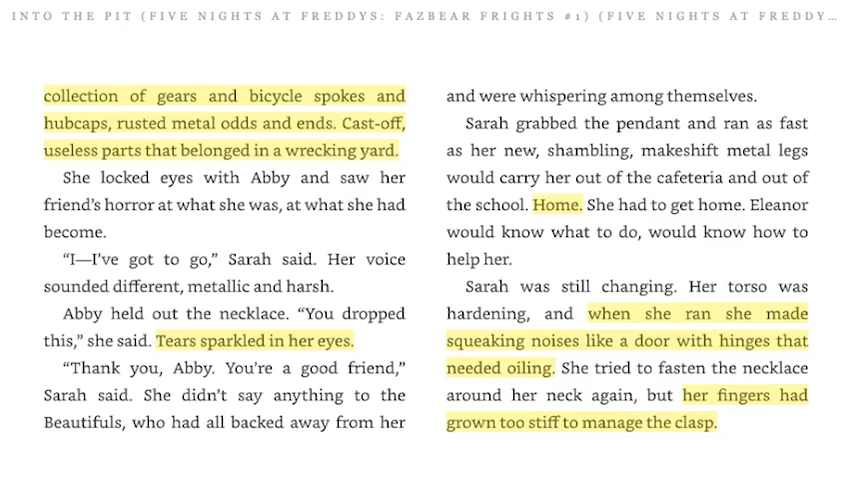 INTO THE PIT (FIVE NIGHTS AT FREDDYS: FAZBEAR FRIGHTS #1) (FIVE NIGHTS AT FREDDY...
collection of gears and bicycle spokes and
hubcaps, rusted metal odds and ends. Cast-off,
useless parts that belonged in a wrecking yard.
She locked eyes with Abby and saw her
friend's horror at what she was, at what she had
become.
“I—I've got to go,” Sarah said. Her voice
sounded different, metallic and harsh.
Abby held out the necklace. “You dropped
this,” she said. Tears sparkled in her eyes.
“Thank you, Abby. You're a good friend,”
Sarah said. She didn't say anything to the
Beautifuls, who had all backed away from her
and were whispering among themselves.
Sarah grabbed the pendant and ran as fast
as her new, shambling, makeshift metal legs
would carry her out of the cafeteria and out of
the school. Home. She had to get home. Eleanor
would know what to do, would know how to
help her.
Sarah was still changing. Her torso was
hardening, and when she ran she made
squeaking noises like a door with hinges that
needed oiling. She tried to fasten the necklace
around her neck again, but her fingers had
grown too stiff to manage the clasp.